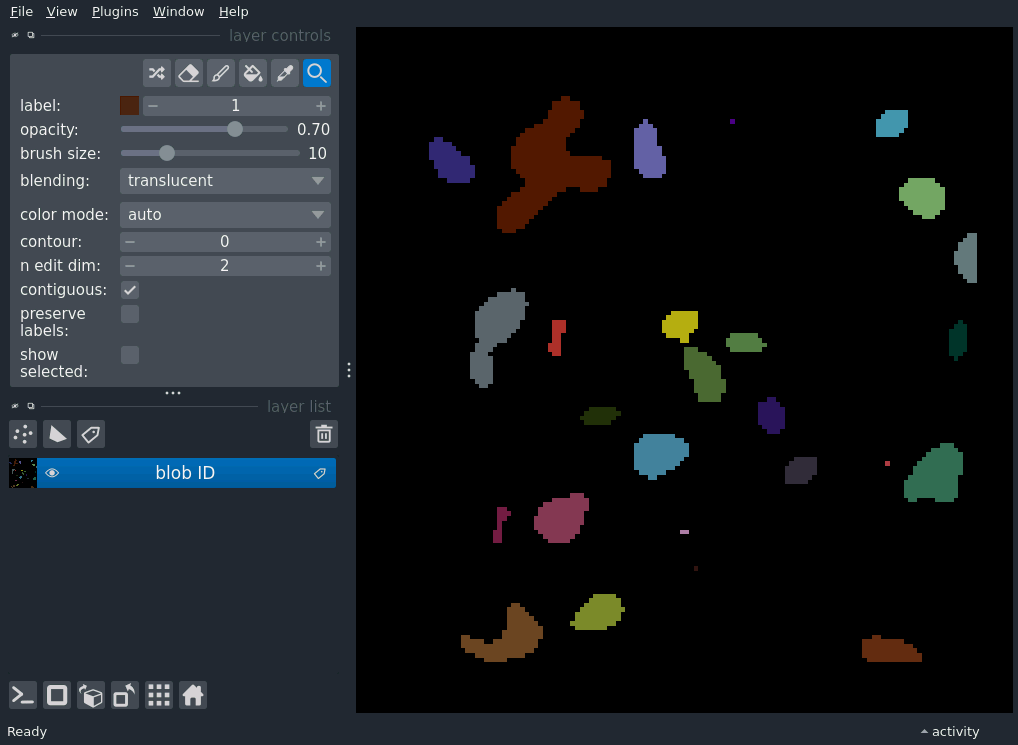 File View Plugins Window Help
layer controls
label: 1
opacity: 0.70
brush size: 10
blending: translucent
color mode: auto
contour: 0
n edit dim: 2
contiguous:
preserve
labels:
show
selected:
layer list
blob ID
Ready
activity